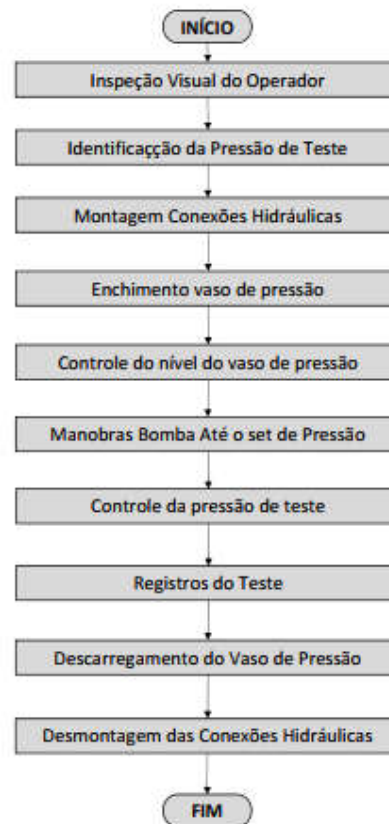 INÍCIO
Inspeção Visual do Operador
Identificaçção da Pressão de Teste
Montagem Conexões Hidráulicas
Enchimento vaso de pressão
Controle do nível do vaso de pressão
Manobras Bomba Até o set de Pressão
Controle da pressão de teste
Registros do Teste
Descarregamento do Vaso de Pressão
Desmontagem das Conexões Hidráulicas
FIM